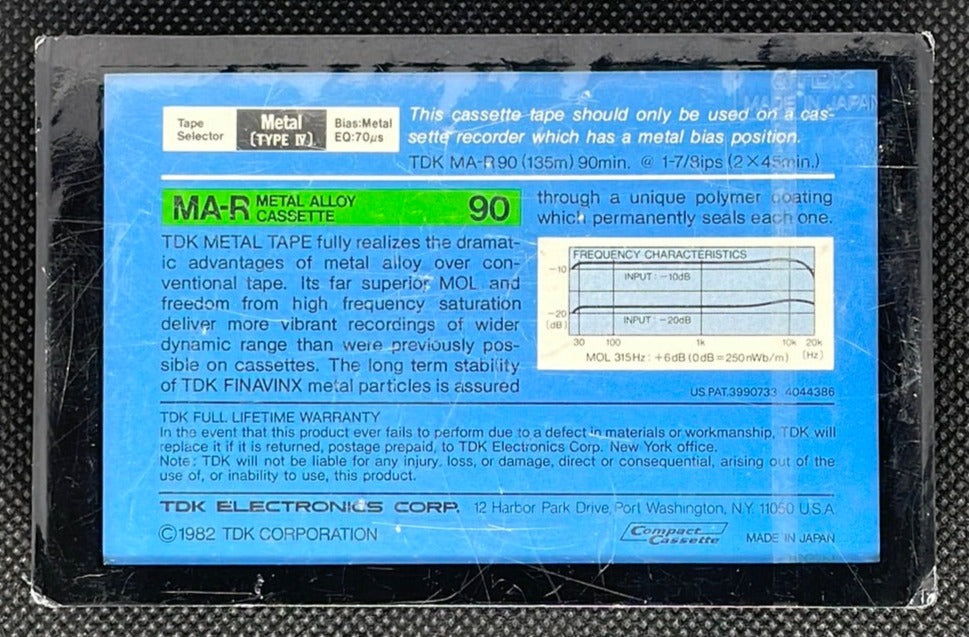 TDK
MADE IN JAPAN
Tape Selector
Metal (TYPE IV)
Bias:Metal
EQ:70µs
This cassette tape should only be used on a cas-
sette recorder which has a metal bias position.
TDK MA-R90 (135m) 90min. @ 1-7/8ips (2×45min.)
MA-R METAL ALLOY CASSETTE 90
TDK METAL TAPE fully realizes the dramat-
ic advantages of metal alloy over con-
ventional tape. Its far superior MOL and
freedom from high frequency saturation
deliver more vibrant recordings of wider
dynamic range than were previously pos-
sible on cassettes. The long term stability
of TDK FINAVINX metal particles is assured
through a unique polymer coating
which permanently seals each one.
FREQUENCY CHARACTERISTICS
-10
INPUT: -10dB
-20
(dB)
INPUT: -20dB
30 100 1k 10k 20k
(Hz)
MOL 315Hz: +6dB (0dB=250nWb/m)
US.PAT.3990733 4044386
TDK FULL LIFETIME WARRANTY
In the event that this product ever fails to perform due to a defect in materials or workmanship, TDK will
replace it if it is returned, postage prepaid, to TDK Electronics Corp. New York office.
Note: TDK will not be liable for any injury, loss, or damage, direct or consequential, arising out of the
use of, or inability to use, this product.
TDK ELECTRONICS CORP. 12 Harbor Park Drive, Port Washington, N.Y. 11050 U.S.A
©1982 TDK CORPORATION
Compact Cassette
MADE IN JAPAN